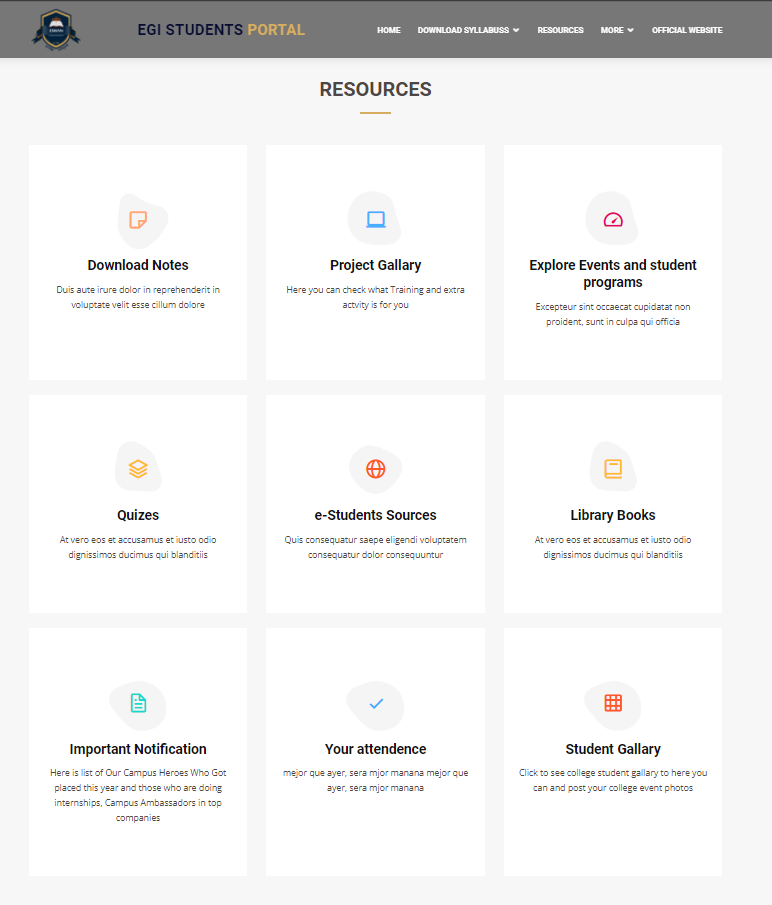 EGI STUDENTS PORTAL
HOME
DOWNLOAD SYLLABUSS
RESOURCES
MORE
OFFICIAL WEBSITE
RESOURCES
Download Notes
Duis aute irure dolor in reprehenderit in
voluptate velit esse cillum dolore
Project Gallary
Here you can check what Training and extra
actvity is for you
Explore Events and student
programs
Excepteur sint occaecat cupidatat non
proident, sunt in culpa qui officia
Quizes
At vero eos et accusamus et iusto odio
dignissimos ducimus qui blanditiis
e-Students Sources
Quis consequatur saepe eligendi voluptatem
consequatur dolor consequuntur
Library Books
At vero eos et accusamus et iusto odio
dignissimos ducimus qui blanditiis
Important Notification
Here is list of Our Campus Heroes Who Got
placed this year and those who are doing
internships, Campus Ambassadors in top
companies
Your attendence
mejor que ayer, sera mjor manana mejor que
ayer, sera mjor manana
Student Gallary
Click to see college student gallary to here you
can and post your college event photos